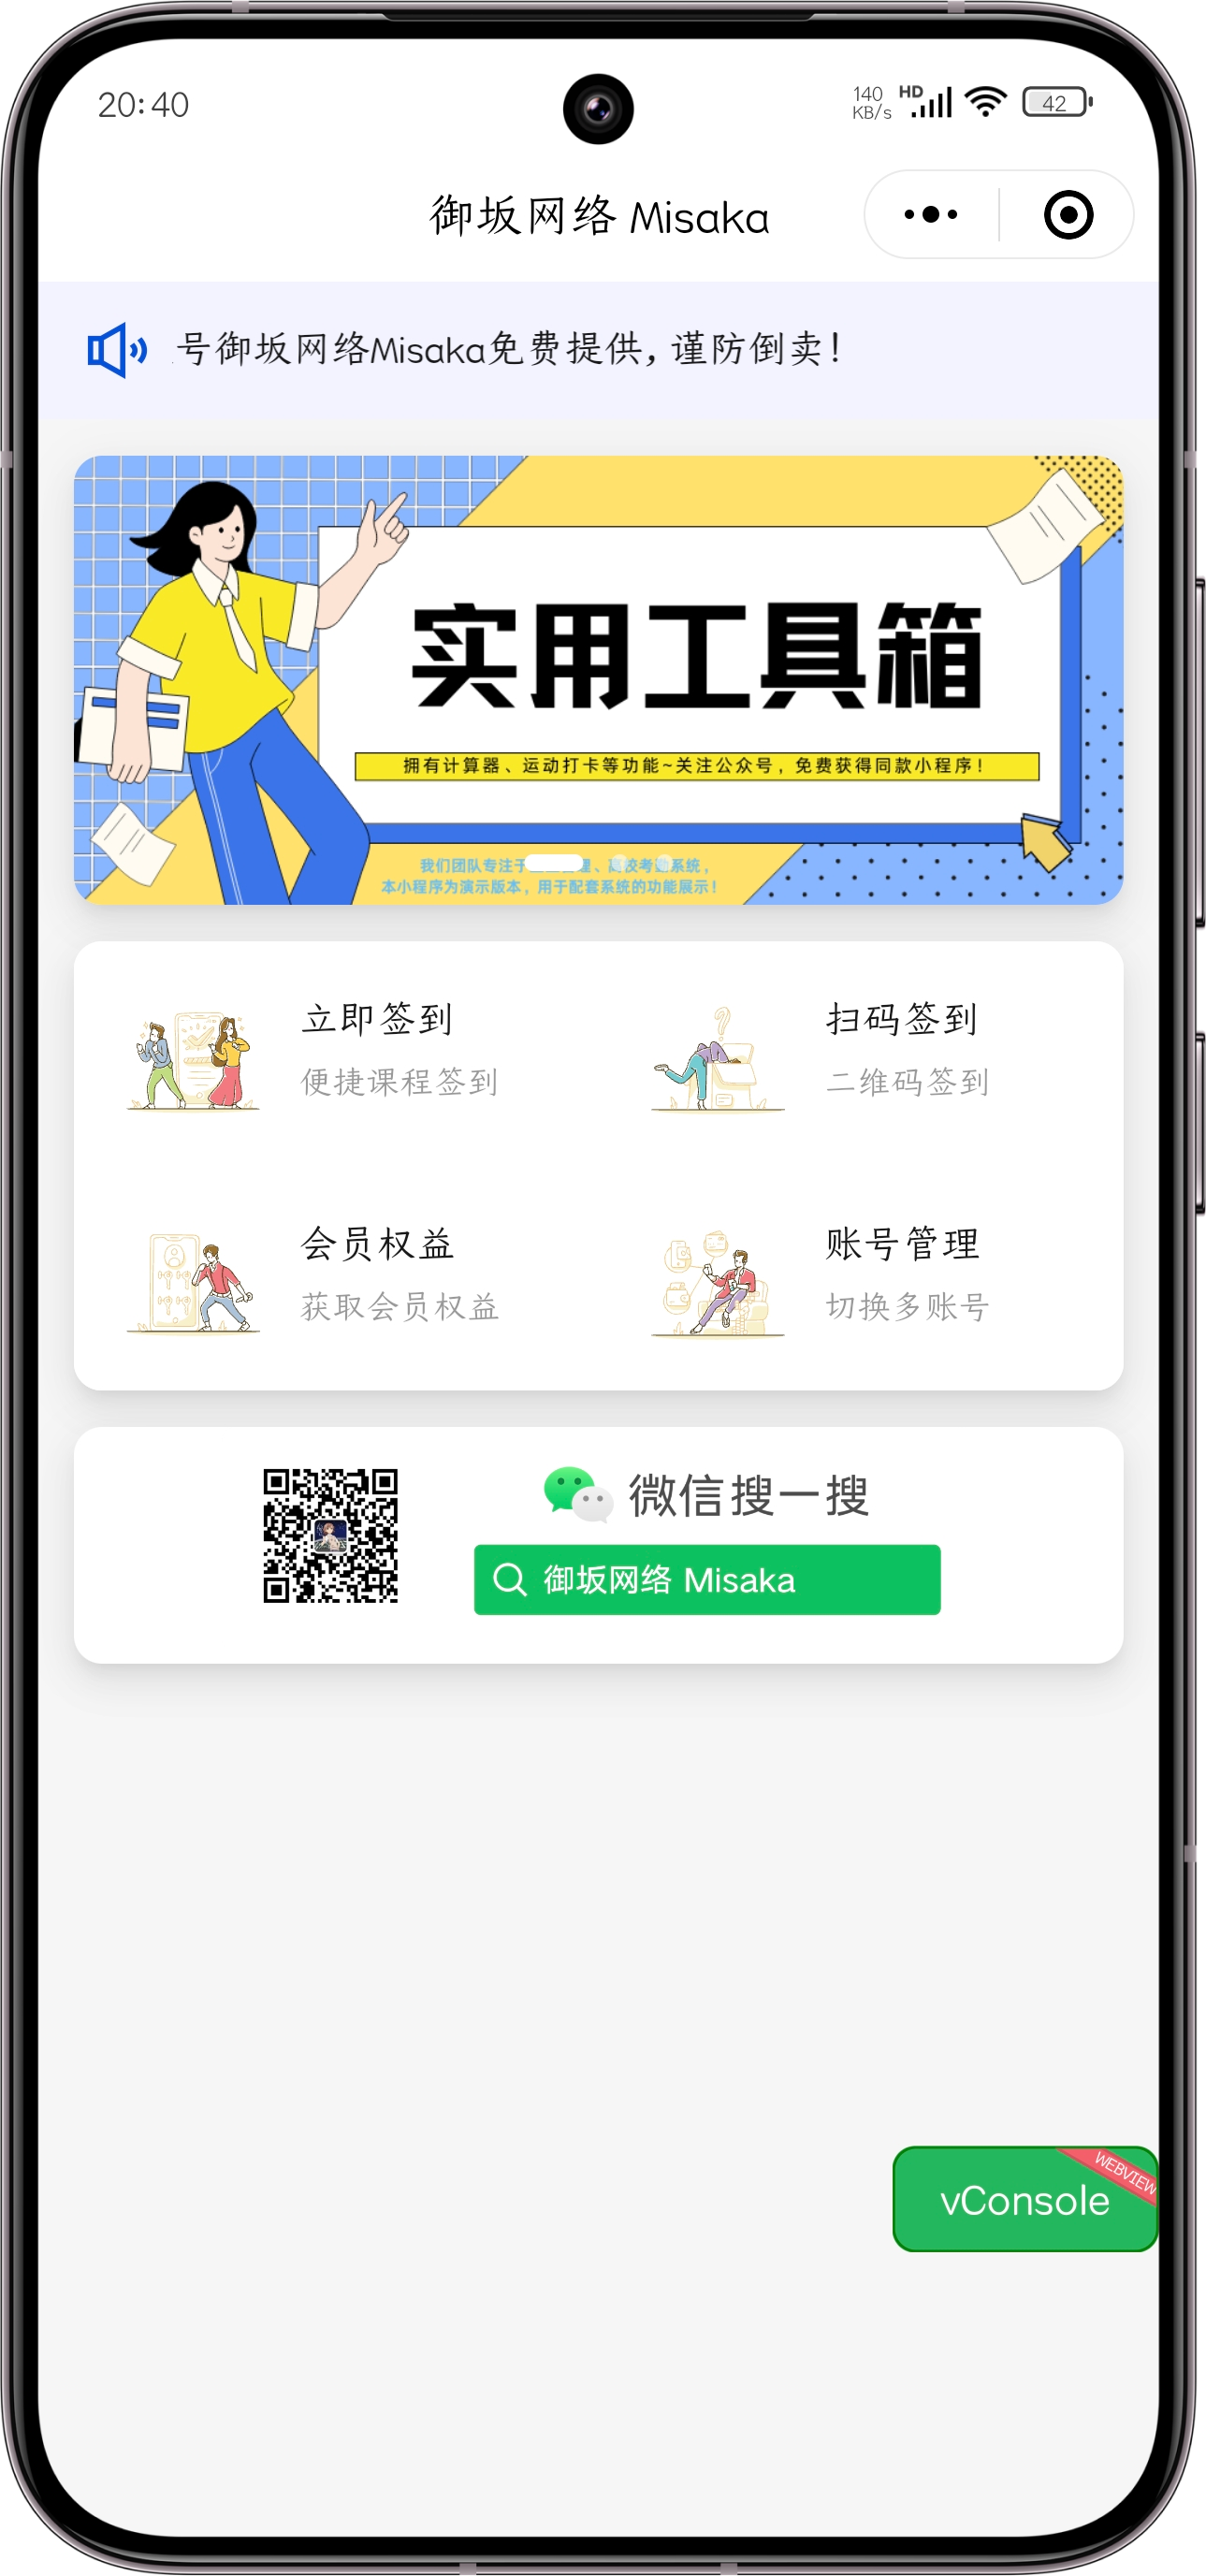 20:40
140
KB/s
HD
42
御坂网络 Misaka
号御坂网络Misaka免费提供, 谨防倒卖!
实用工具箱
拥有计算器、运动打卡等功能~关注公众号，免费获得同款小程序！
我们团队专注于
、高校考勤系统，
本小程序为演示版本，用于配套系统的功能展示！
立即签到
便捷课程签到
扫码签到
二维码签到
会员权益
获取会员权益
账号管理
切换多账号
微信搜一搜
御坂网络 Misaka
WEBVIEW
vConsole